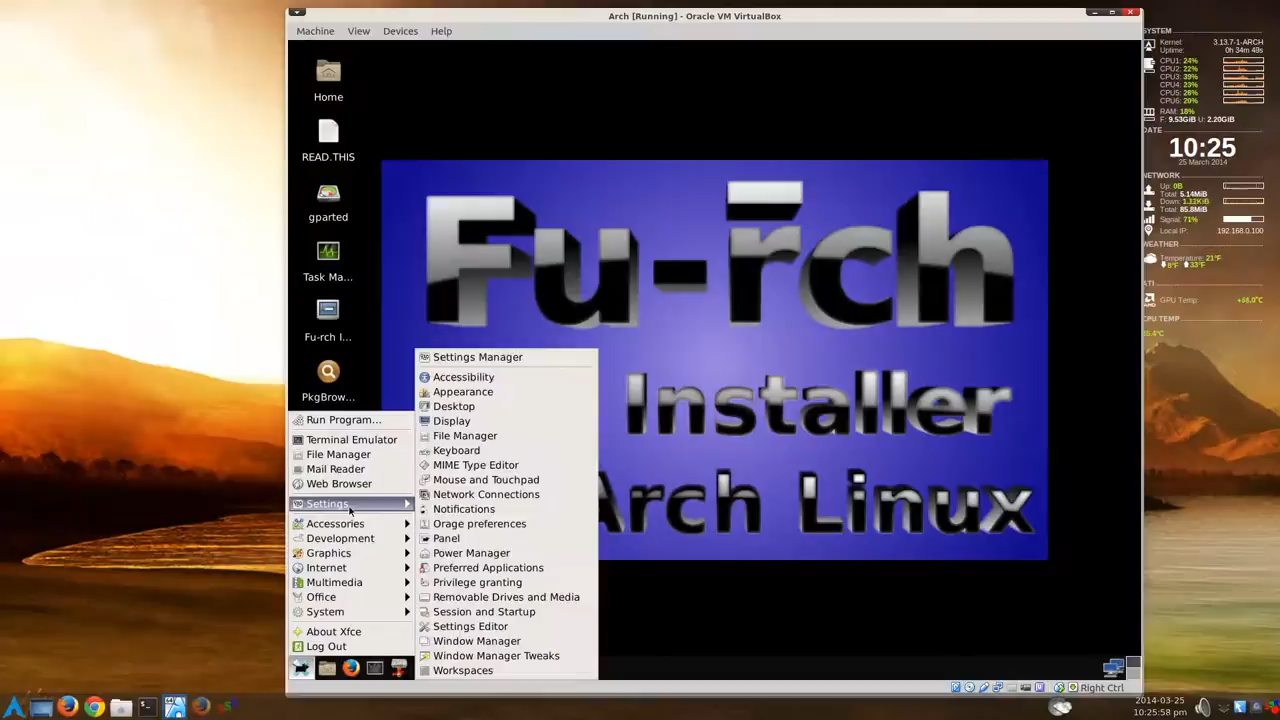 Arch [Running] - Oracle VM VirtualBox
Machine View Devices Help
Home
READ.THIS
gparted
Task Ma...
Fu-rch I...
PkgBrow...
Fu-rch
Installer
Arch Linux
Run Program...
Terminal Emulator
File Manager
Mail Reader
Web Browser
Settings
Accessories
Development
Graphics
Internet
Multimedia
Office
System
About Xfce
Log Out
Settings Manager
Accessibility
Appearance
Desktop
Display
File Manager
Keyboard
MIME Type Editor
Mouse and Touchpad
Network Connections
Notifications
Orage preferences
Panel
Power Manager
Preferred Applications
Privilege granting
Removable Drives and Media
Session and Startup
Settings Editor
Window Manager
Window Manager Tweaks
Workspaces
Right Ctrl
SYSTEM
Kernel: 3.13.7-1-ARCH
Uptime: 0h 34m 49s
CPU1: 24%
CPU2: 22%
CPU3: 39%
CPU4: 23%
CPU5: 26%
CPU6: 29%
RAM: 18%
F: 9.53GiB U: 2.20GiB
DATE
10:25
25 March 2014
NETWORK
Up: 0B
Total: 5.14MiB
Down: 1.12KiB
Total: 85.8MiB
Signal: 71%
Local IP: 192.168.0.100
WEATHER
Temperature: 21°F
8°F 33°F
ATI
GPU Temp: +58.0°C
CPU TEMP
2014-03-25
10:25:58 pm